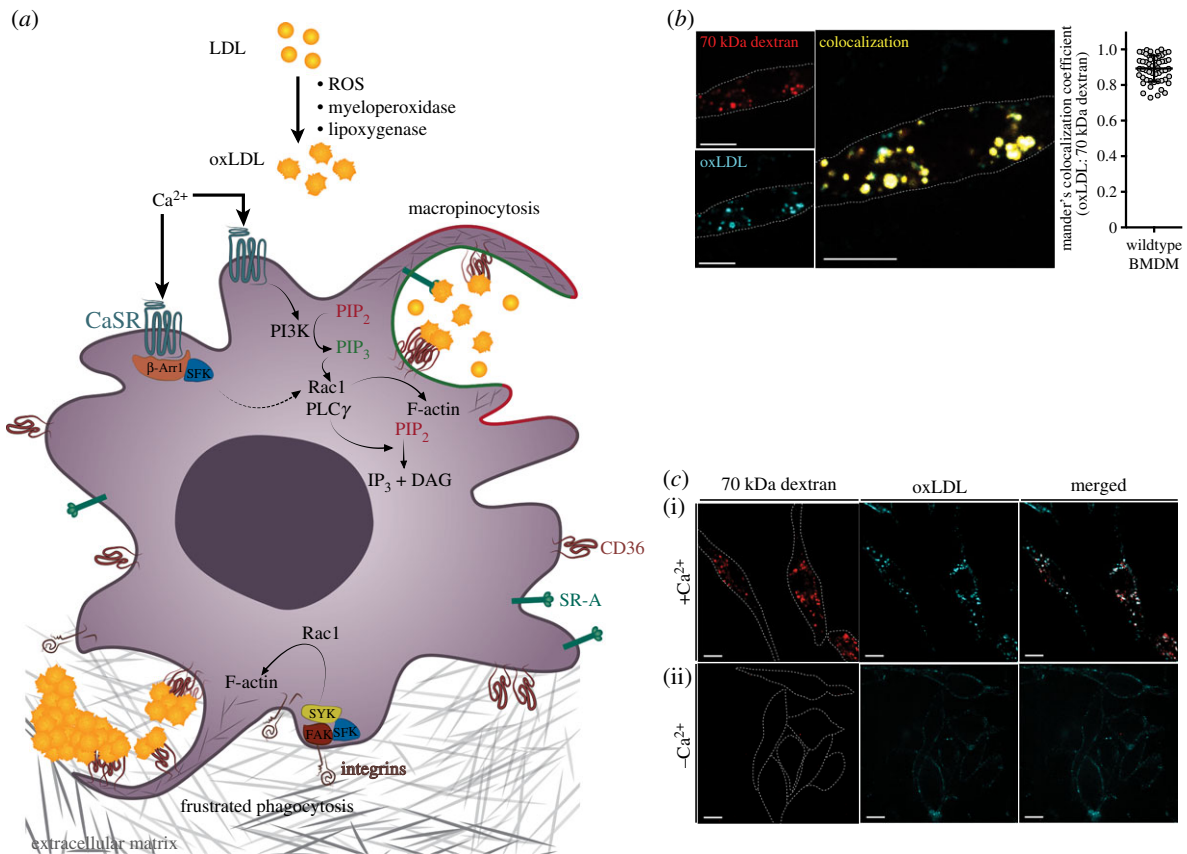 (a)
LDL
• ROS
• myeloperoxidase
• lipoxygenase
oxLDL
Ca²⁺
macropinocytosis
CaSR
β-Arr1
SFK
PI3K
PIP₂
PIP₃
Rac1
PLCγ
F-actin
PIP₂
IP₃ + DAG
CD36
SR-A
Rac1
F-actin
SYK
FAK
SFK
integrins
frustrated phagocytosis
extracellular matrix
(b)
70 kDa dextran
oxLDL
colocalization
mander's colocalization coefficient
(oxLDL: 70 kDa dextran)
1.0
0.8
0.6
0.4
0.2
0
wildtype
BMDM
(c)
70 kDa dextran
oxLDL
merged
(i)
+Ca²⁺
(ii)
–Ca²⁺